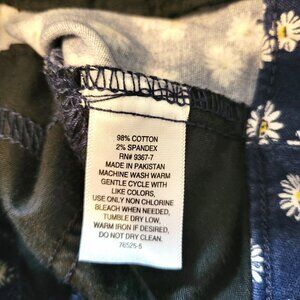 98% COTTON
2% SPANDEX
RN# 9367-7
MADE IN PAKISTAN
MACHINE WASH WARM
GENTLE CYCLE WITH
LIKE COLORS.
USE ONLY NON CHLORINE
BLEACH WHEN NEEDED,
TUMBLE DRY LOW,
WARM IRON IF DESIRED,
DO NOT DRY CLEAN.
76525-5